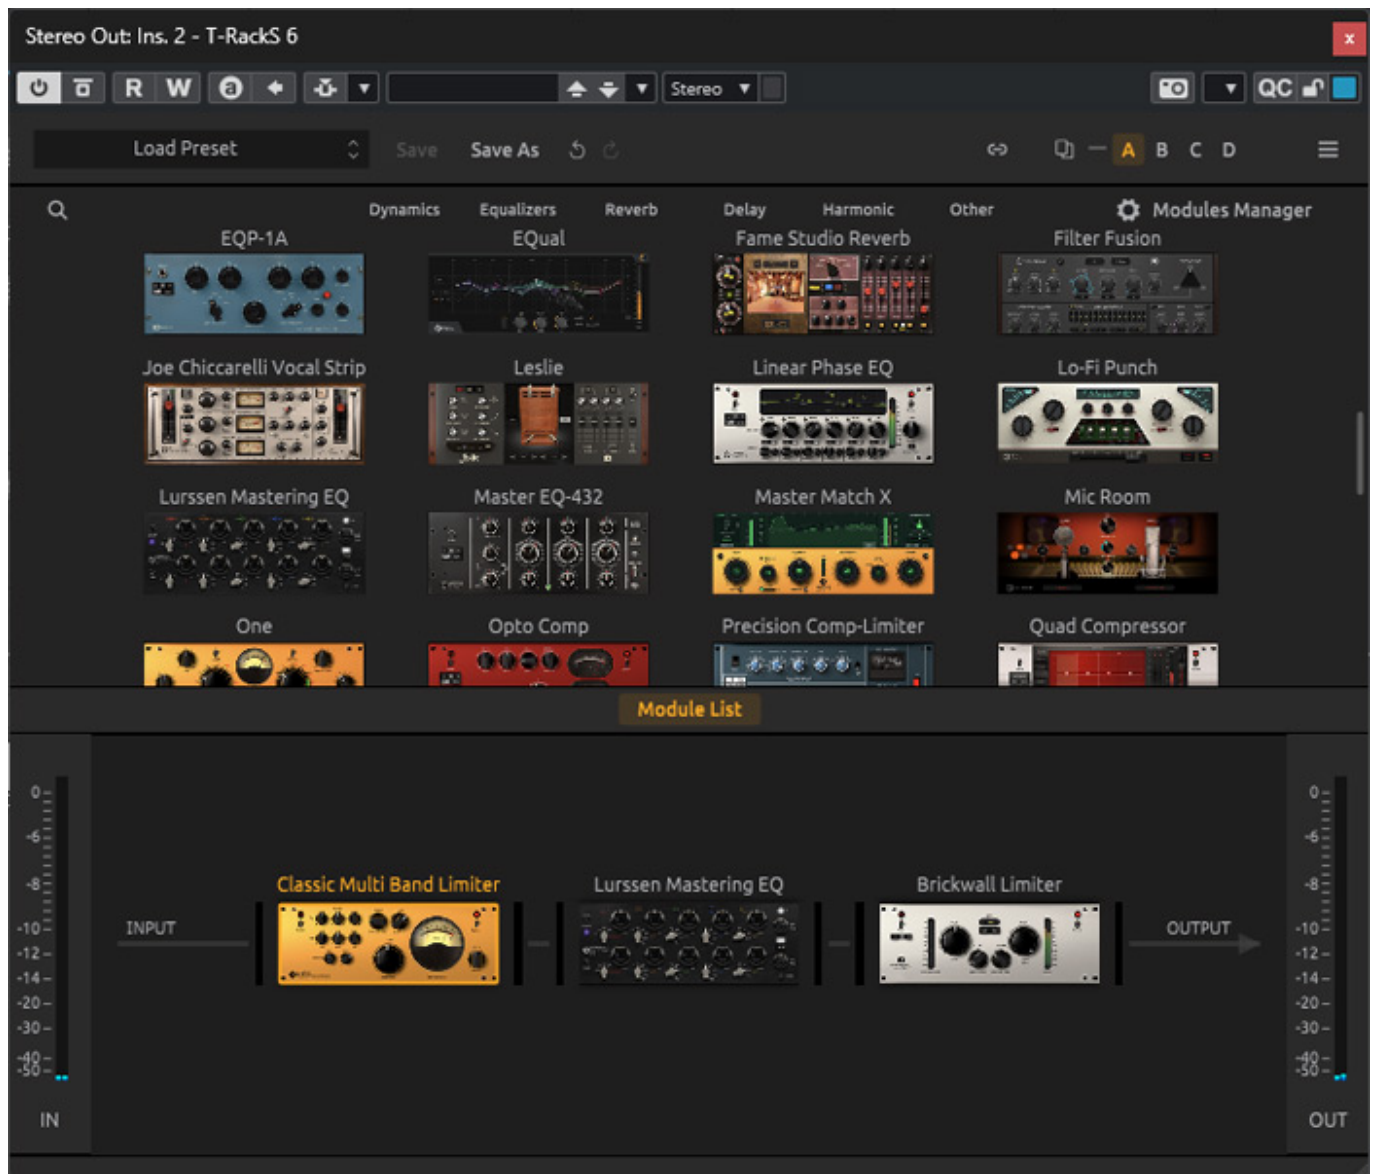 Stereo Out: Ins. 2 - T-RackS 6
x
R W a Stereo QC
Load Preset Save Save As A B C D
Dynamics Equalizers Reverb Delay Harmonic Other Modules Manager
EQP-1A EQual Fame Studio Reverb Filter Fusion
Joe Chiccarelli Vocal Strip Leslie Linear Phase EQ Lo-Fi Punch
Lurssen Mastering EQ Master EQ-432 Master Match X Mic Room
One Opto Comp Precision Comp-Limiter Quad Compressor
Module List
0 0
-6 -6
-8 -8
Classic Multi Band Limiter Lurssen Mastering EQ Brickwall Limiter
-10 INPUT OUTPUT -10
-12 -12
-14 -14
-20 -20
-30 -30
-40 -40
-50 -50
IN OUT